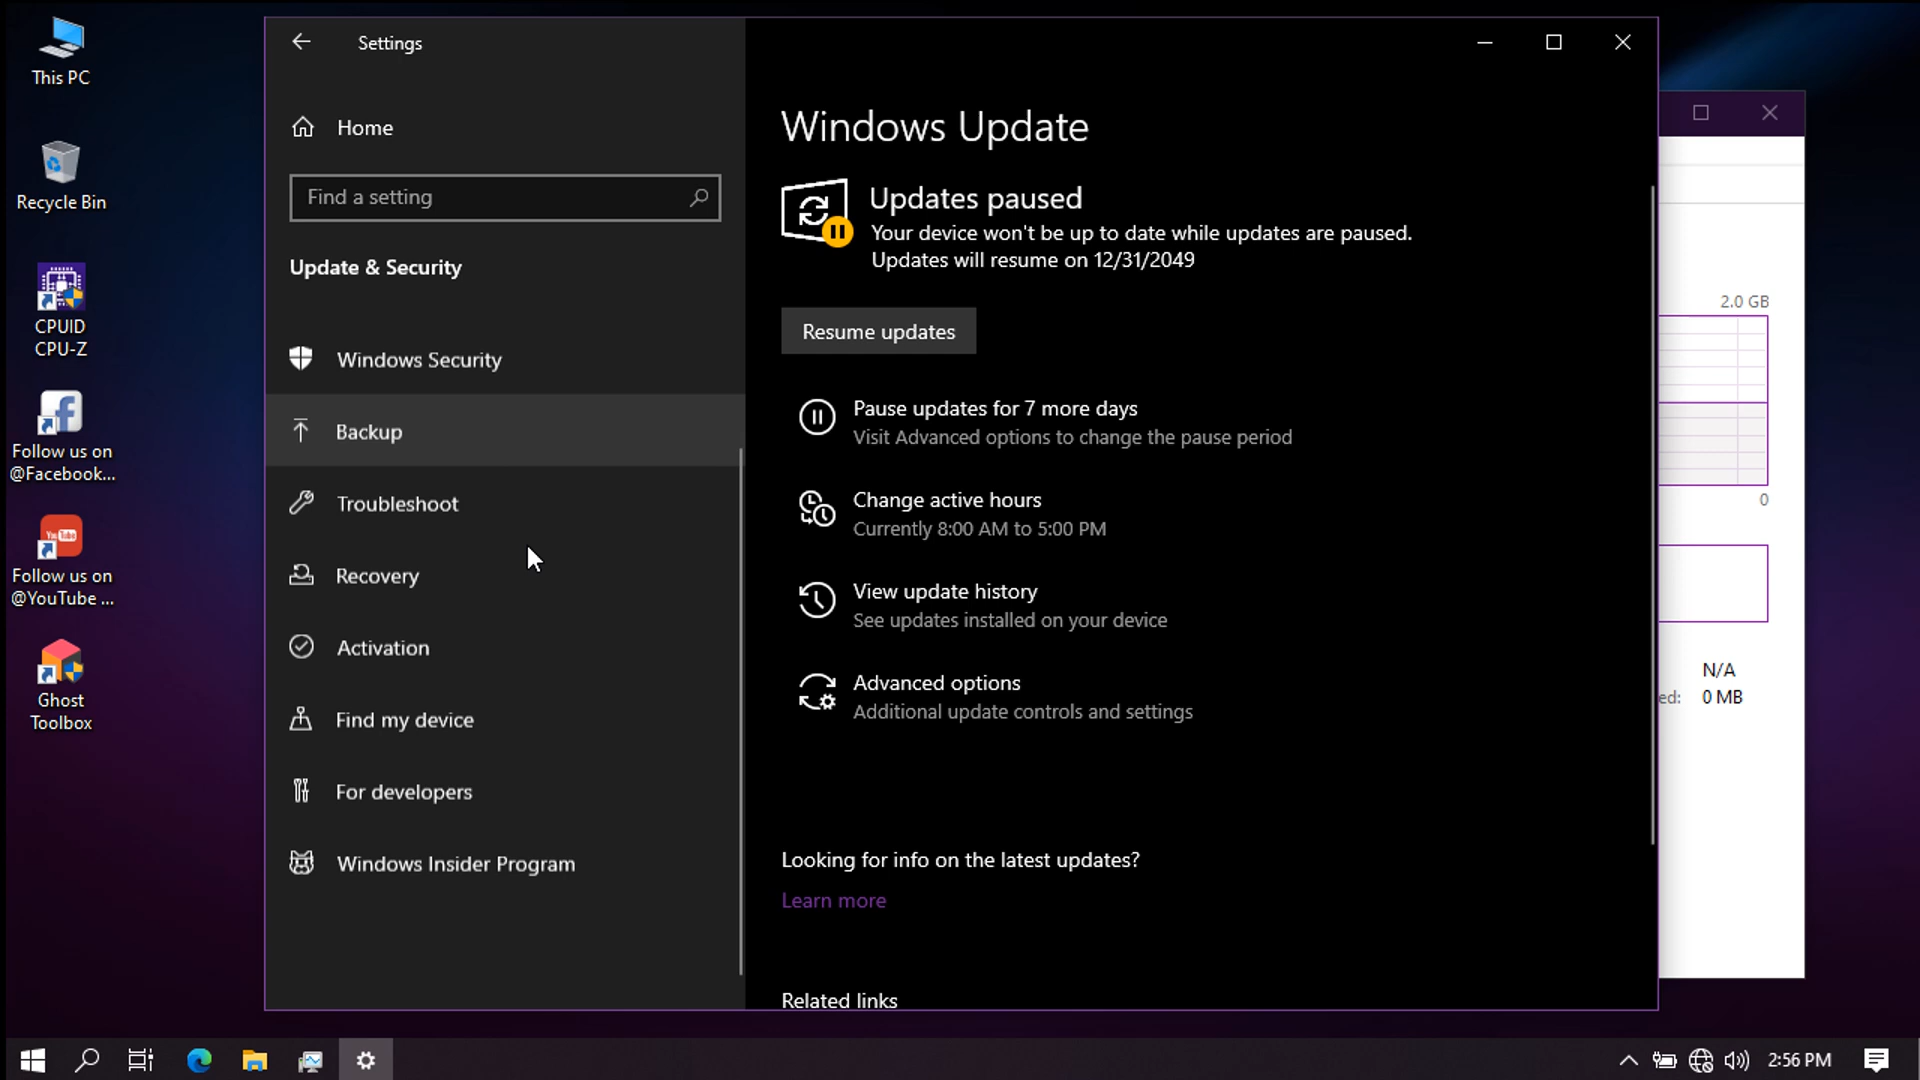 This PC
Recycle Bin
CPUID
CPU-Z
Follow us on
@Facebook...
Follow us on
@YouTube ...
Ghost
Toolbox
Settings
Home
Find a setting
Update & Security
Windows Security
Backup
Troubleshoot
Recovery
Activation
Find my device
For developers
Windows Insider Program
Windows Update
Updates paused
Your device won't be up to date while updates are paused.
Updates will resume on 12/31/2049
Resume updates
Pause updates for 7 more days
Visit Advanced options to change the pause period
Change active hours
Currently 8:00 AM to 5:00 PM
View update history
See updates installed on your device
Advanced options
Additional update controls and settings
Looking for info on the latest updates?
Learn more
Related links
2.0 GB
0
N/A
ed: 0 MB
2:56 PM